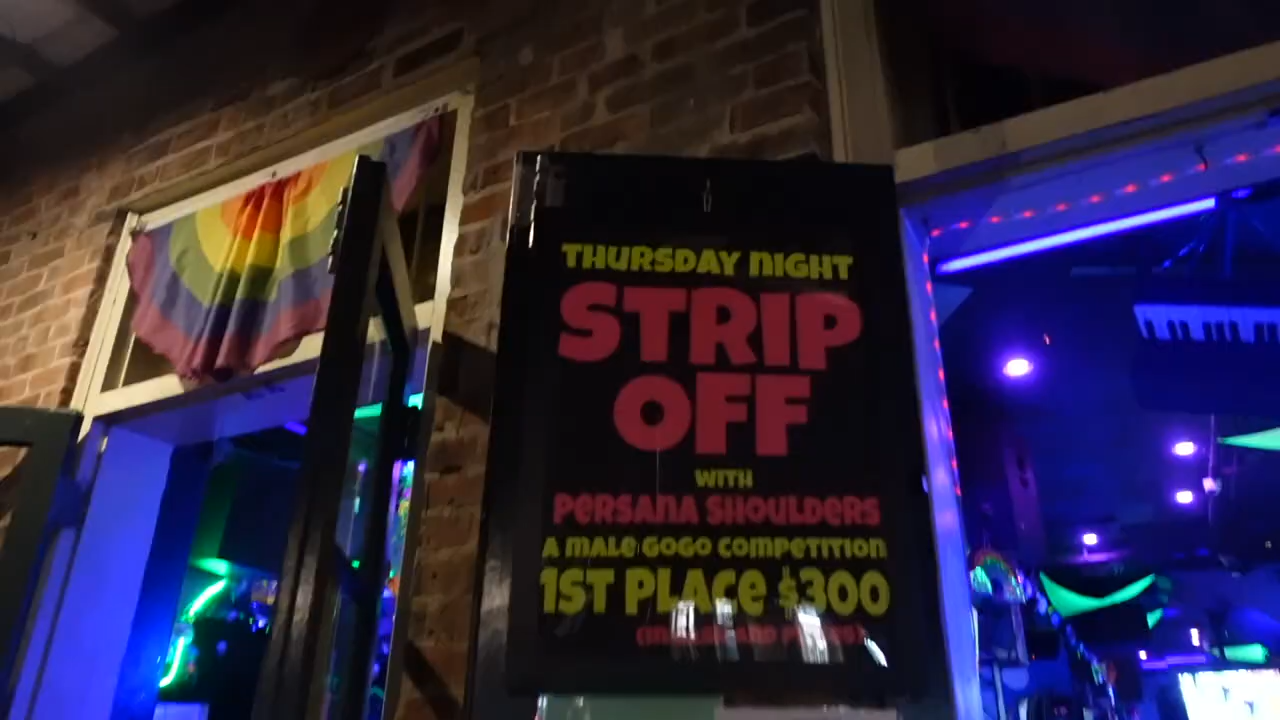 THURSDAY NIGHT
STRIP
OFF
WITH
PERSANA SHOULDERS
A MALE GOGO COMPETITION
1ST PLACE $300